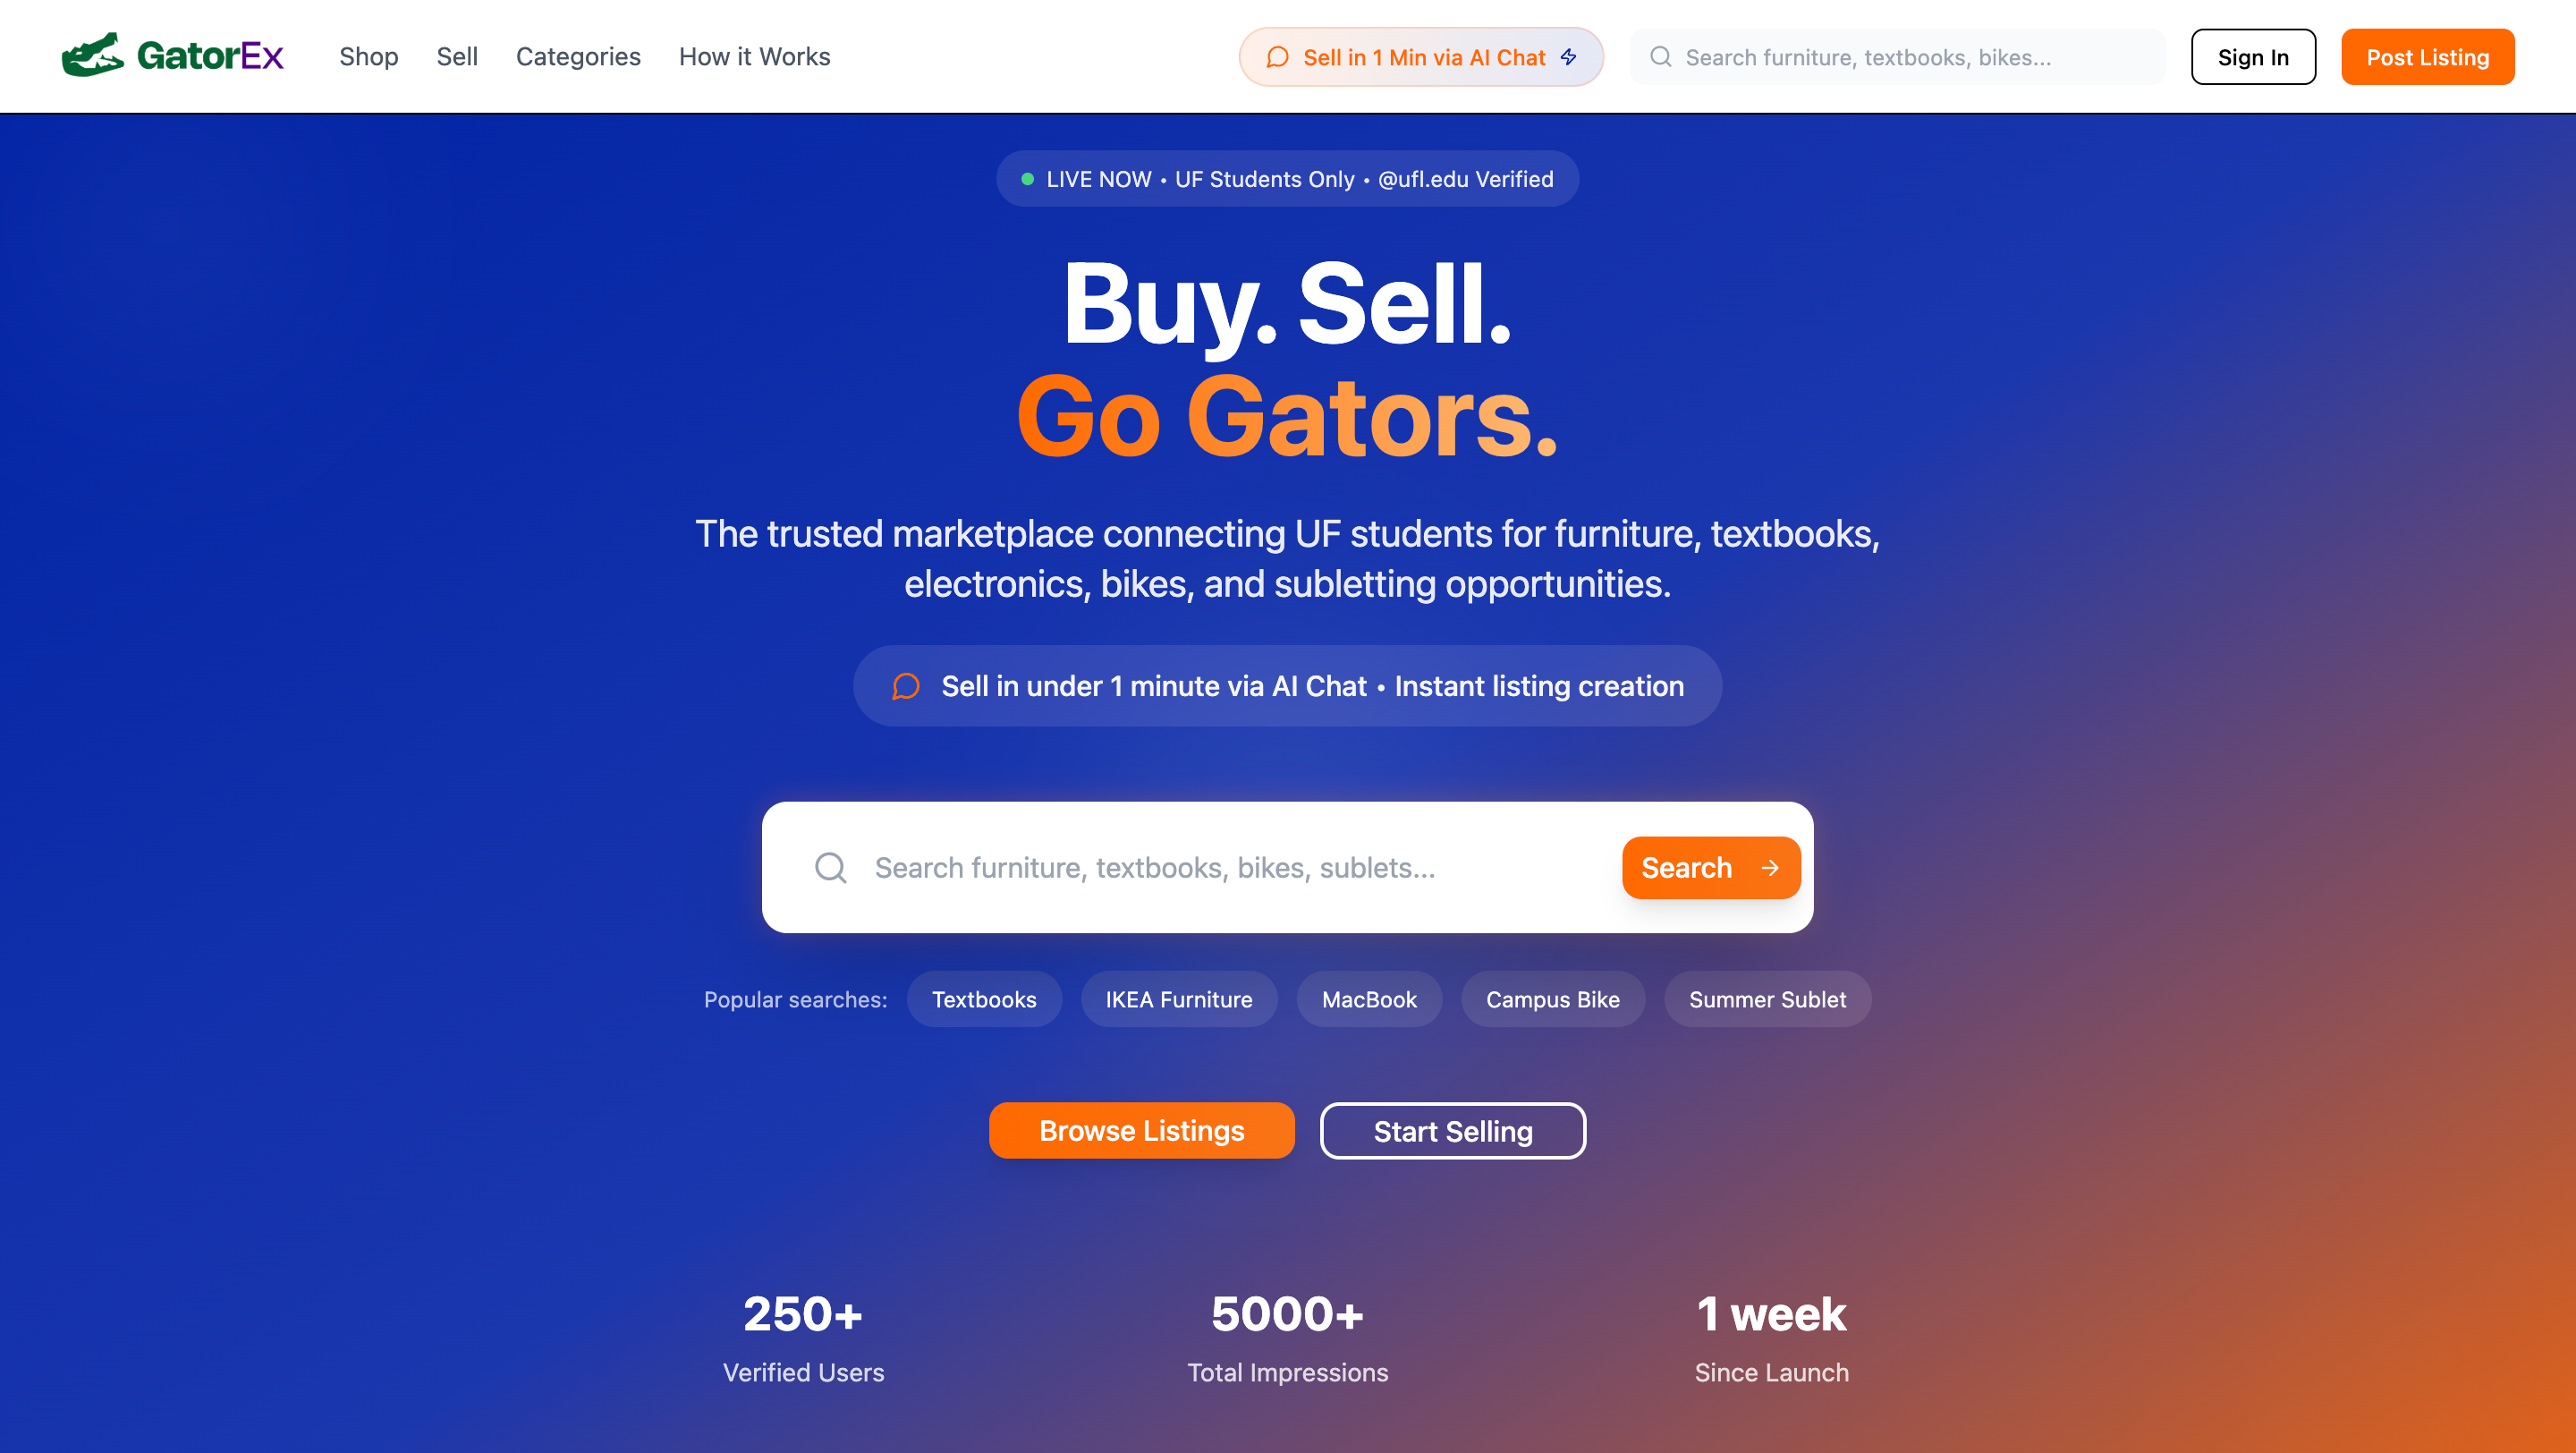 GatorEx
Shop
Sell
Categories
How it Works
Sell in 1 Min via AI Chat
Search furniture, textbooks, bikes...
Sign In
Post Listing
LIVE NOW • UF Students Only • @ufl.edu Verified
Buy. Sell.
Go Gators.
The trusted marketplace connecting UF students for furniture, textbooks,
electronics, bikes, and subletting opportunities.
Sell in under 1 minute via AI Chat • Instant listing creation
Search furniture, textbooks, bikes, sublets...
Search
Popular searches:
Textbooks
IKEA Furniture
MacBook
Campus Bike
Summer Sublet
Browse Listings
Start Selling
250+
Verified Users
5000+
Total Impressions
1 week
Since Launch